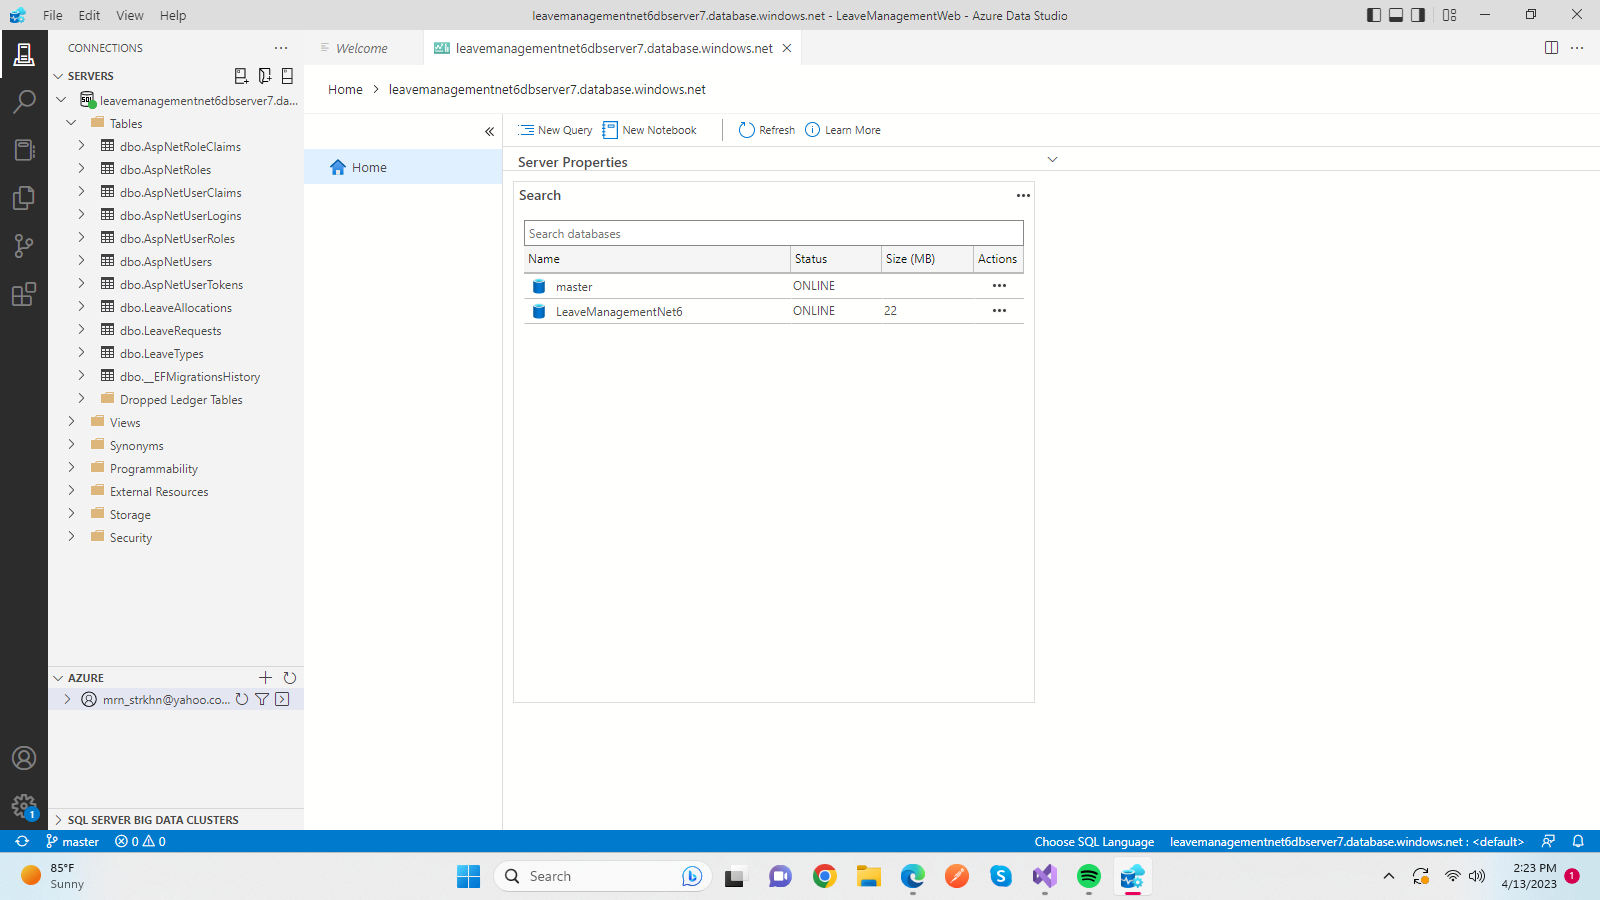 File Edit View Help
leavemanagementnet6dbserver7.database.windows.net - LeaveManagementWeb - Azure Data Studio
CONNECTIONS
SERVERS
leavemanagementnet6dbserver7.da...
Tables
dbo.AspNetRoleClaims
dbo.AspNetRoles
dbo.AspNetUserClaims
dbo.AspNetUserLogins
dbo.AspNetUserRoles
dbo.AspNetUsers
dbo.AspNetUserTokens
dbo.LeaveAllocations
dbo.LeaveRequests
dbo.LeaveTypes
dbo.__EFMigrationsHistory
Dropped Ledger Tables
Views
Synonyms
Programmability
External Resources
Storage
Security
AZURE
mrn_strkhn@yahoo.co...
SQL SERVER BIG DATA CLUSTERS
Welcome
leavemanagementnet6dbserver7.database.windows.net
Home > leavemanagementnet6dbserver7.database.windows.net
Home
New Query New Notebook Refresh Learn More
Server Properties
Search
Search databases
Name Status Size (MB) Actions
master ONLINE
LeaveManagementNet6 ONLINE 22
1
master 0 0
Choose SQL Language leavemanagementnet6dbserver7.database.windows.net : <default>
85°F
Sunny
Search
2:23 PM
4/13/2023
1